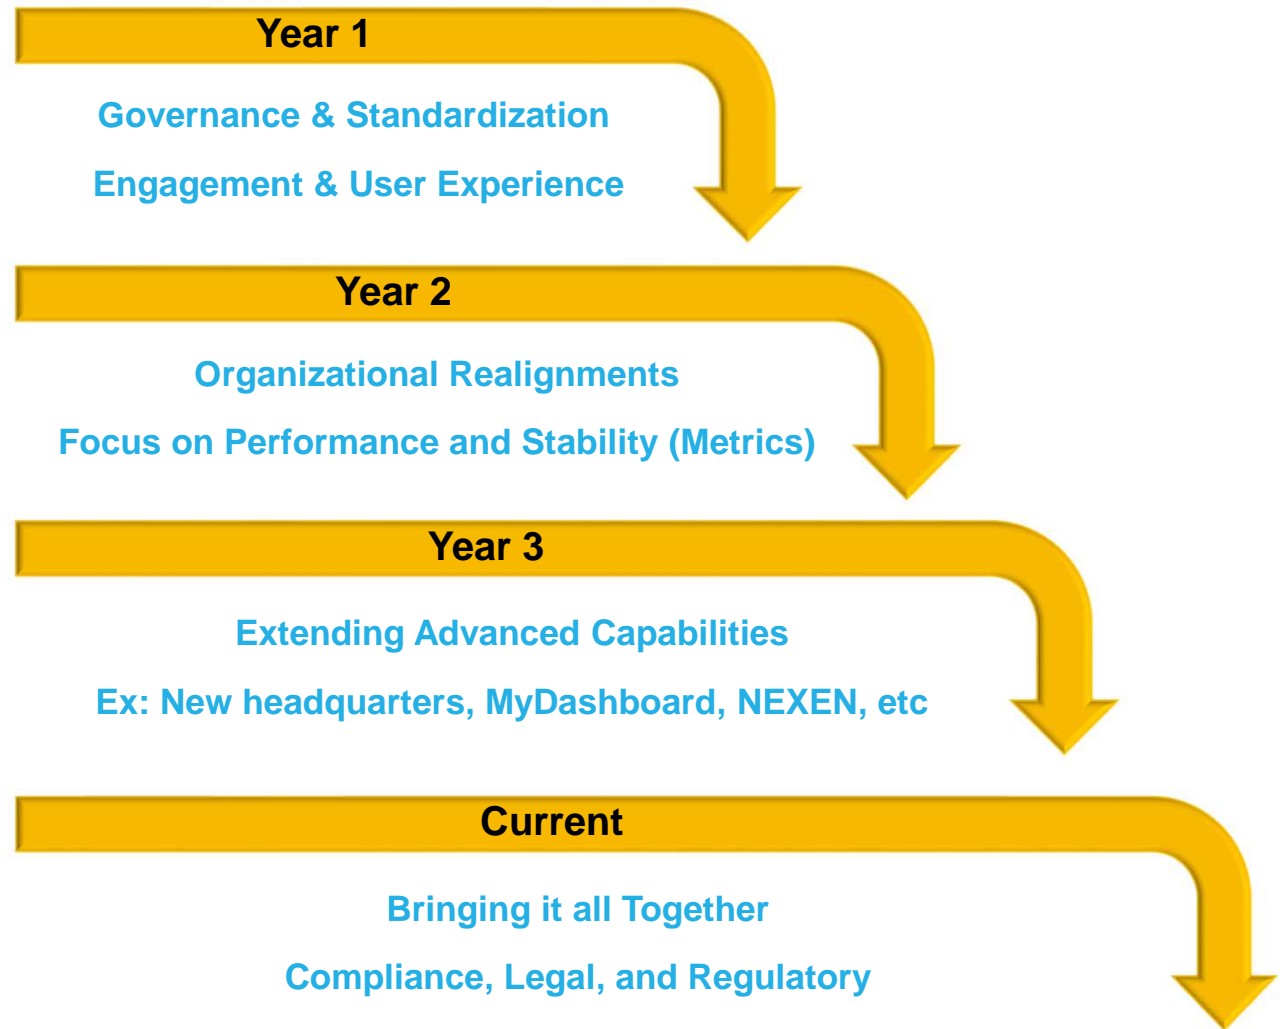 Year 1
Governance & Standardization
Engagement & User Experience
Year 2
Organizational Realignments
Focus on Performance and Stability (Metrics)
Year 3
Extending Advanced Capabilities
Ex: New headquarters, MyDashboard, NEXEN, etc
Current
Bringing it all Together
Compliance, Legal, and Regulatory